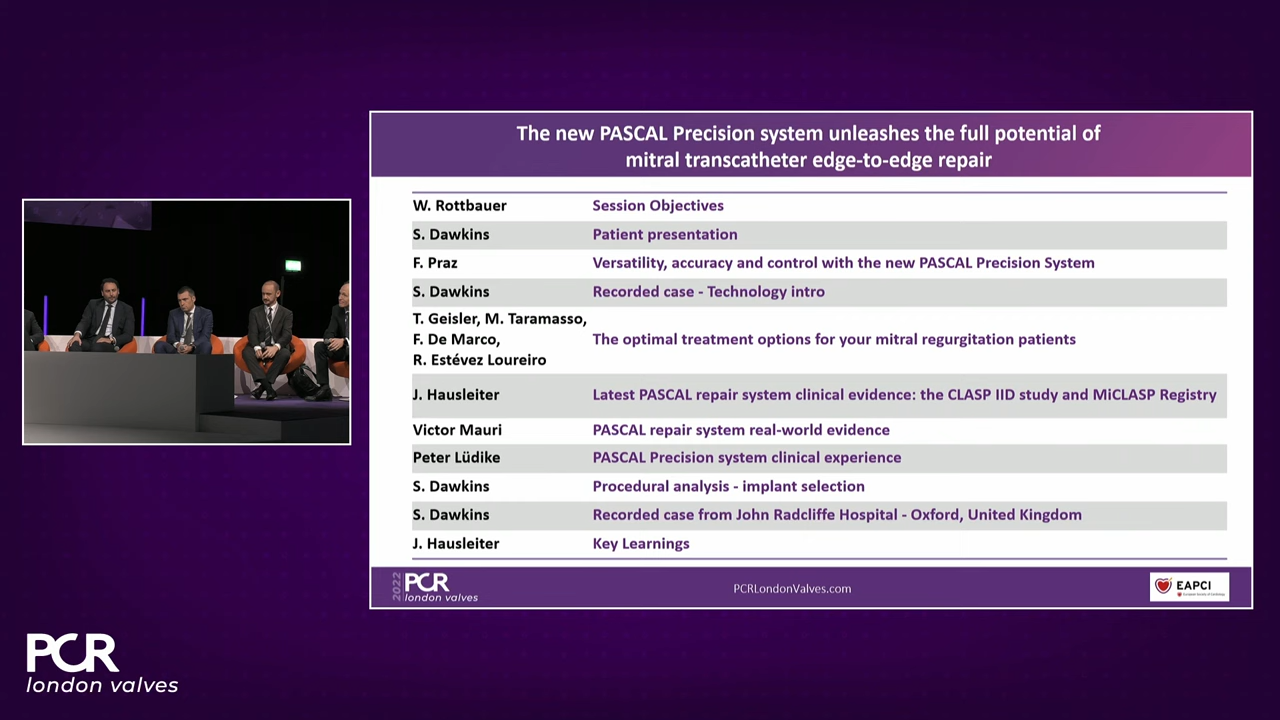 The new PASCAL Precision system unleashes the full potential of
mitral transcatheter edge-to-edge repair
W. Rottbauer Session Objectives
S. Dawkins Patient presentation
F. Praz Versatility, accuracy and control with the new PASCAL Precision System
S. Dawkins Recorded case - Technology intro
T. Geisler, M. Taramasso,
F. De Marco, The optimal treatment options for your mitral regurgitation patients
R. Estévez Loureiro
J. Hausleiter Latest PASCAL repair system clinical evidence: the CLASP IID study and MiCLASP Registry
Victor Mauri PASCAL repair system real-world evidence
Peter Lüdike PASCAL Precision system clinical experience
S. Dawkins Procedural analysis - implant selection
S. Dawkins Recorded case from John Radcliffe Hospital - Oxford, United Kingdom
J. Hausleiter Key Learnings
2022 PCR
london valves
PCRLondonValves.com
EAPCI
PCR
london valves